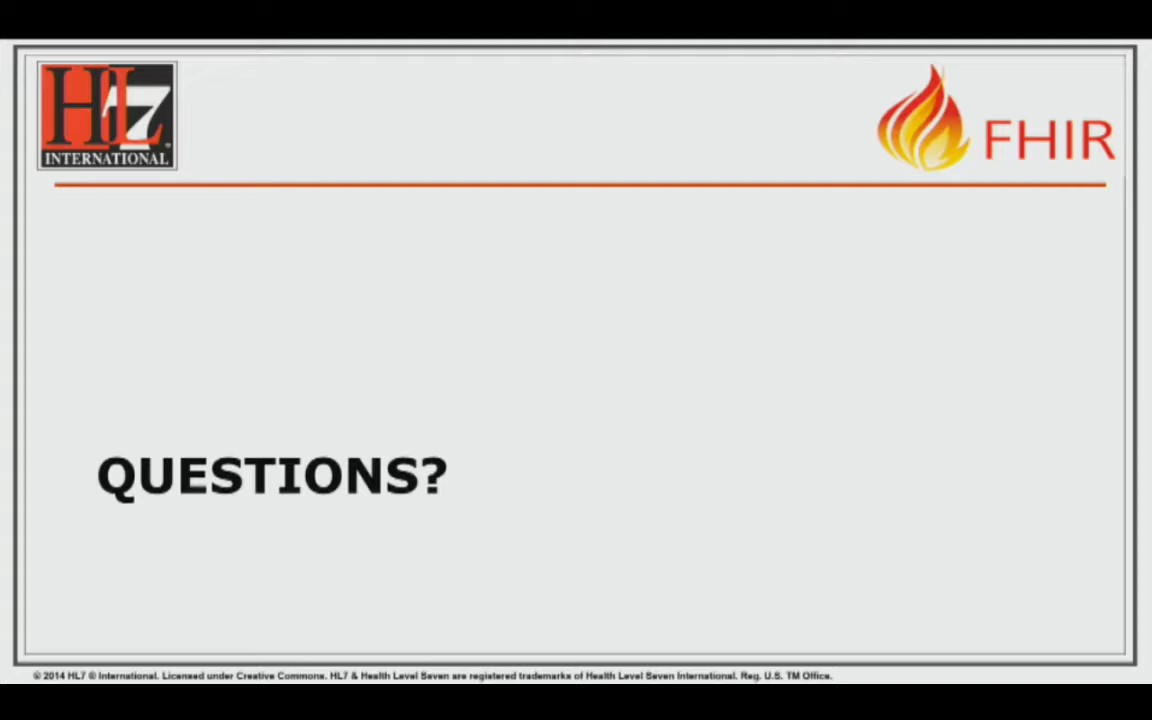 HL7®
INTERNATIONAL
FHIR
QUESTIONS?
© 2014 HL7 ® International. Licensed under Creative Commons. HL7 & Health Level Seven are registered trademarks of Health Level Seven International. Reg. U.S. TM Office.